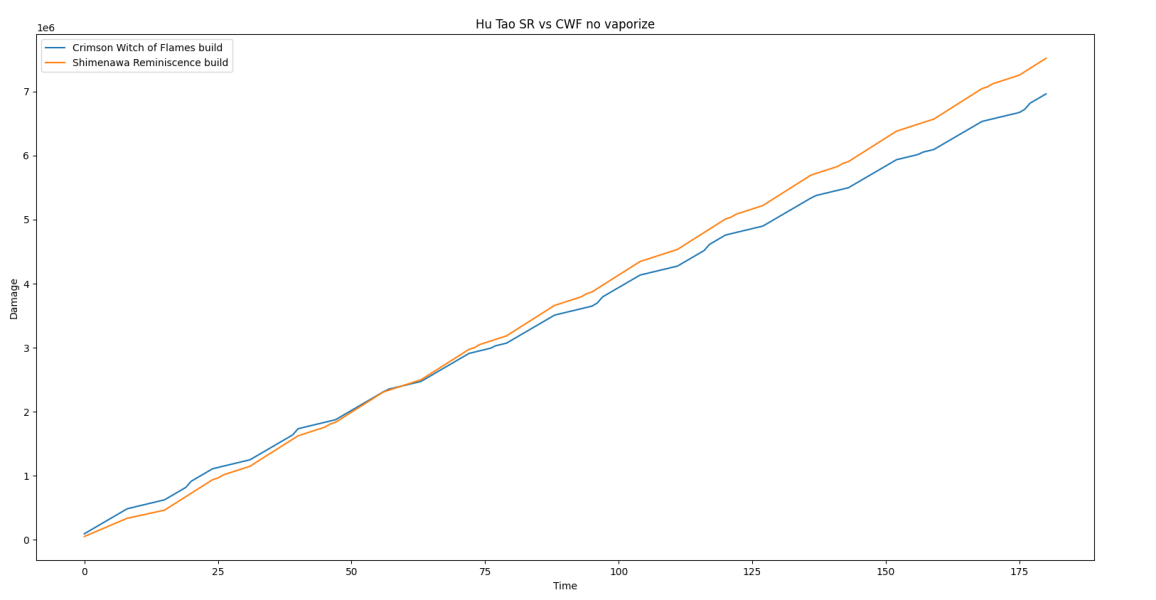 Hu Tao SR vs CWF no vaporize
1e6
Crimson Witch of Flames build
Shimenawa Reminiscence build
7
6
5
4
3
2
1
0
Damage
0 25 50 75 100 125 150 175
Time